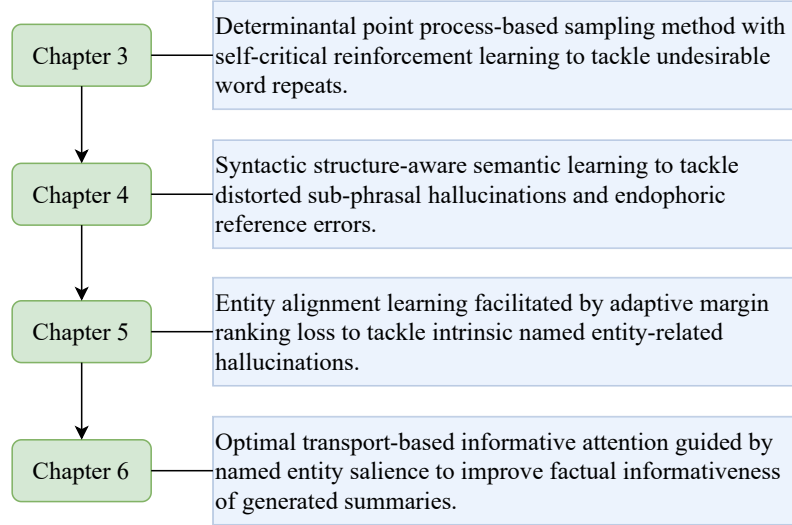 Chapter 3
Determinantal point process-based sampling method with
self-critical reinforcement learning to tackle undesirable
word repeats.
Chapter 4
Syntactic structure-aware semantic learning to tackle
distorted sub-phrasal hallucinations and endophoric
reference errors.
Chapter 5
Entity alignment learning facilitated by adaptive margin
ranking loss to tackle intrinsic named entity-related
hallucinations.
Chapter 6
Optimal transport-based informative attention guided by
named entity salience to improve factual informativeness
of generated summaries.